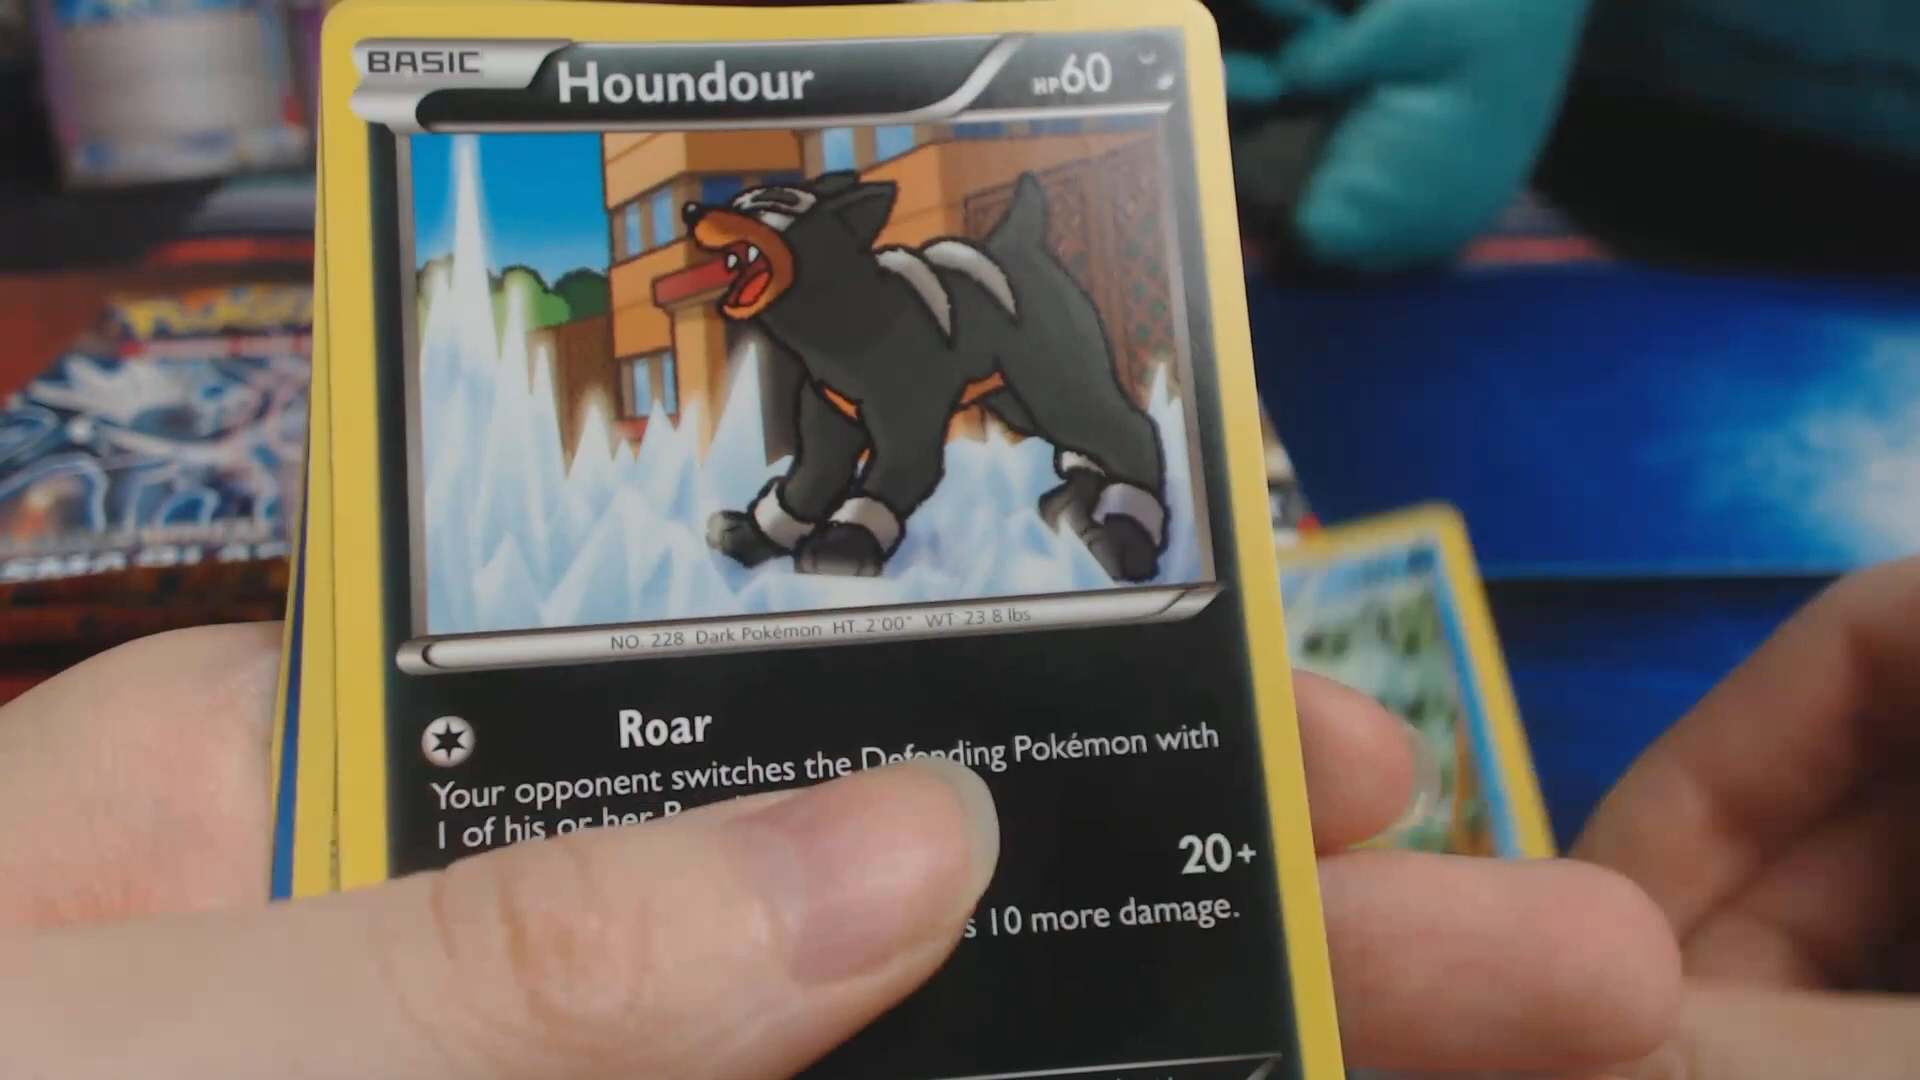 BASIC Houndour HP60
NO. 228 Dark Pokémon HT. 2'00" WT. 23.8 lbs
Roar
Your opponent switches the Defending Pokémon with
1 of his or her
20+
10 more damage.